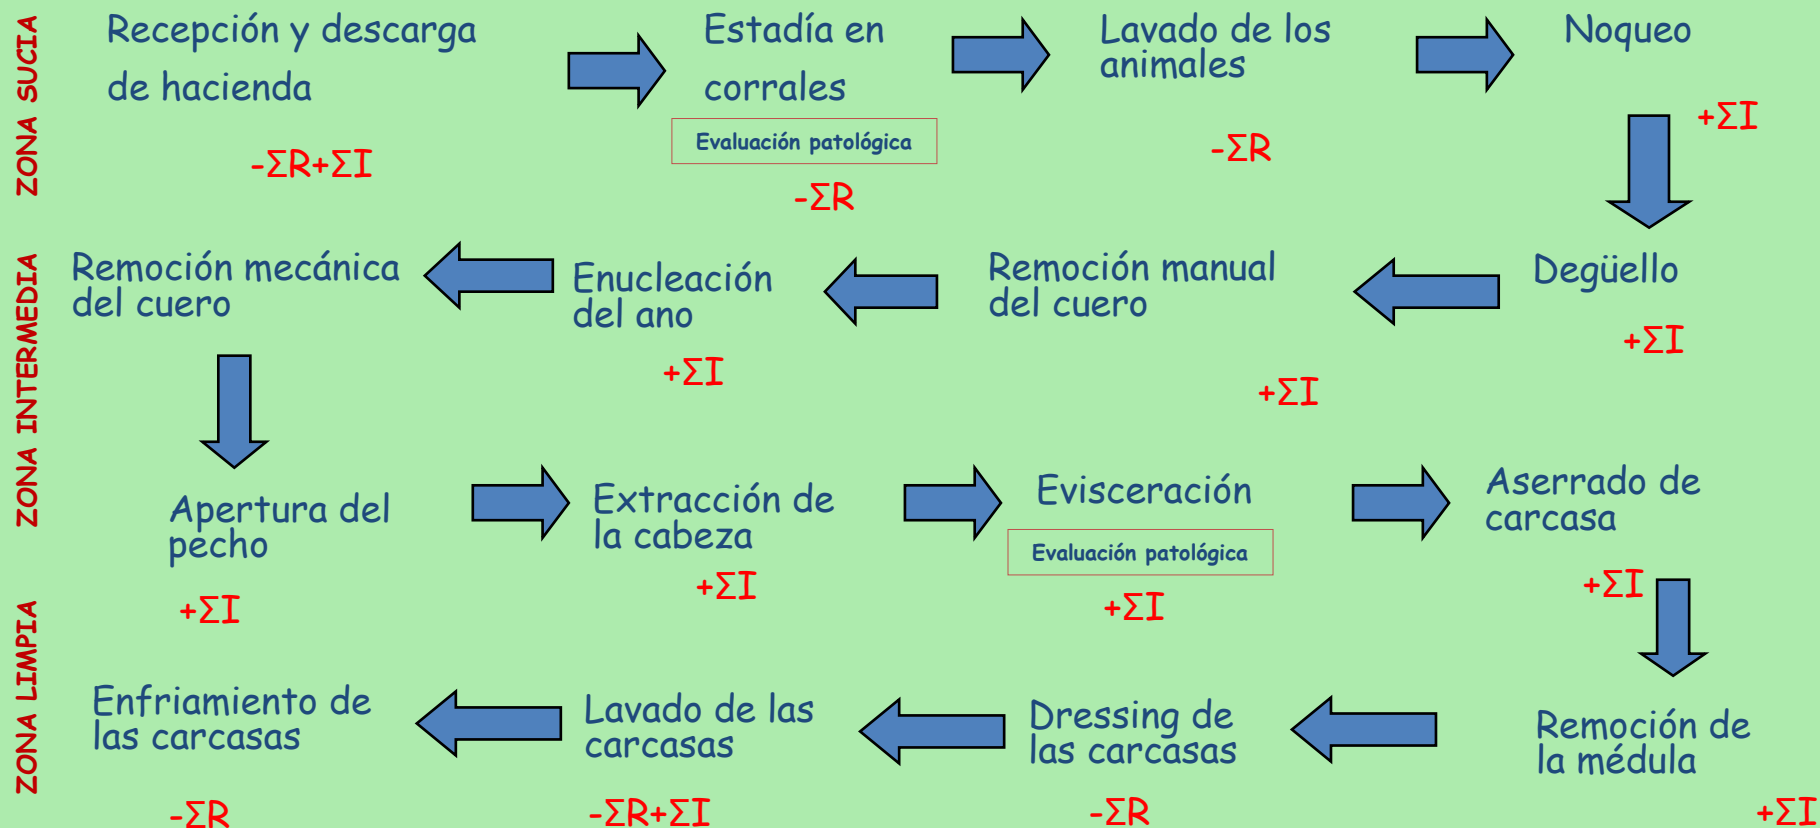 ZONA SUCIA
Recepción y descarga
de hacienda
-ΣR+ΣI
Estadía en
corrales
Evaluación patológica
-ΣR
Lavado de los
animales
-ΣR
Noqueo
+ΣI
ZONA INTERMEDIA
Degüello
+ΣI
Remoción manual
del cuero
+ΣI
Enucleación
del ano
+ΣI
Remoción mecánica
del cuero
Apertura del
pecho
+ΣI
Extracción de
la cabeza
+ΣI
Evisceración
Evaluación patológica
+ΣI
Aserrado de
carcasa
+ΣI
ZONA LIMPIA
Remoción de
la médula
+ΣI
Dressing de
las carcasas
-ΣR
Lavado de las
carcasas
-ΣR+ΣI
Enfriamiento de
las carcasas
-ΣR